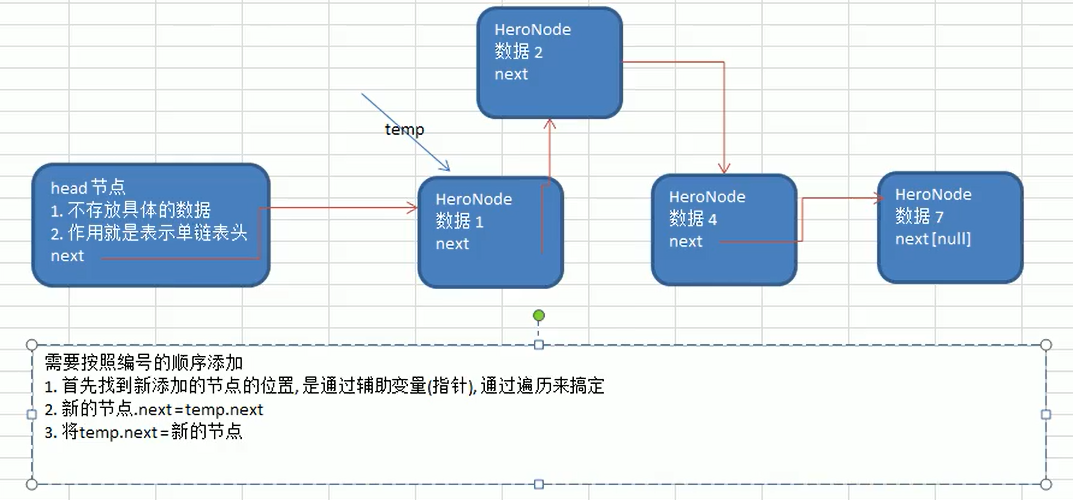 HeroNode
数据 2
next
temp
head 节点
1. 不存放具体的数据
2. 作用就是表示单链表头
next
HeroNode
数据 1
next
HeroNode
数据 4
next
HeroNode
数据 7
next [null]
需要按照编号的顺序添加
1. 首先找到新添加的节点的位置, 是通过辅助变量(指针), 通过遍历来搞定
2. 新的节点.next = temp.next
3. 将temp.next = 新的节点